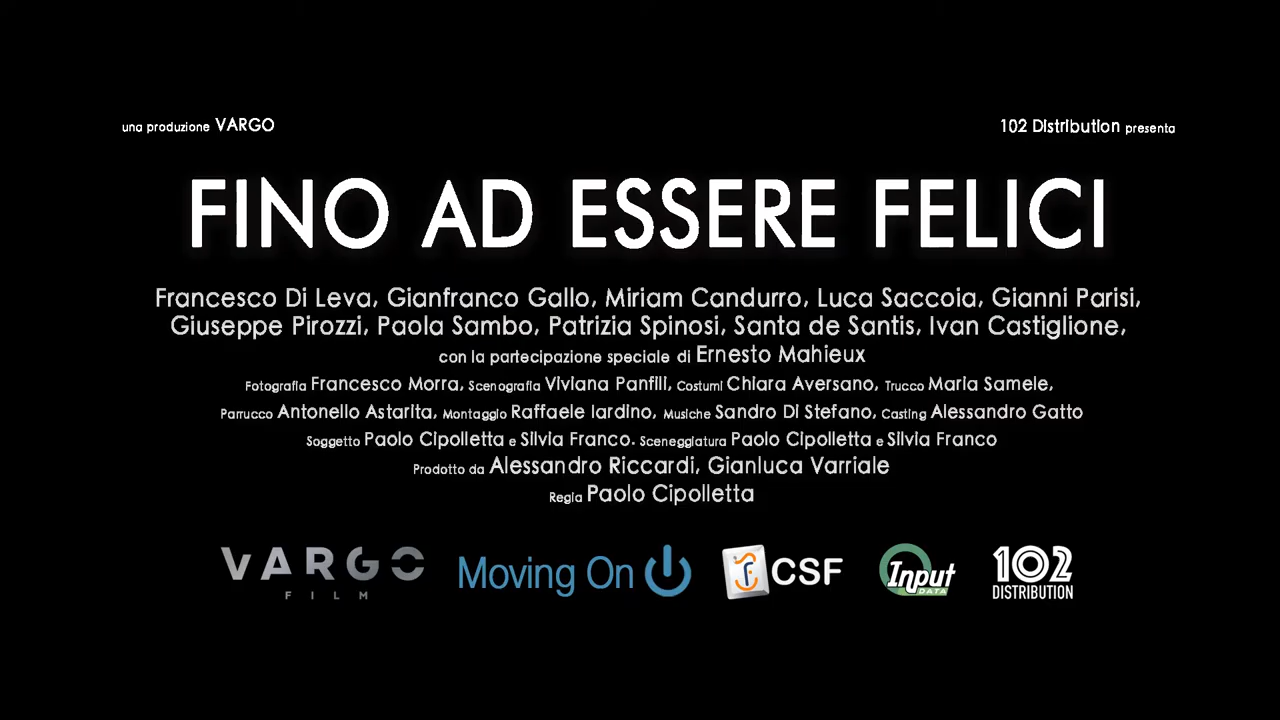 una produzione VARGO
102 Distribution presenta
FINO AD ESSERE FELICI
Francesco Di Leva, Gianfranco Gallo, Miriam Candurro, Luca Saccoia, Gianni Parisi,
Giuseppe Pirozzi, Paola Sambo, Patrizia Spinosi, Santa de Santis, Ivan Castiglione,
con la partecipazione speciale di Ernesto Mahieux
Fotografia Francesco Morra, Scenografia Viviana Panfili, Costumi Chiara Aversano, Trucco Maria Samele,
Parrucco Antonello Astarita, Montaggio Raffaele Iardino, Musiche Sandro Di Stefano, Casting Alessandro Gatto
Soggetto Paolo Cipolletta e Silvia Franco. Sceneggiatura Paolo Cipolletta e Silvia Franco
Prodotto da Alessandro Riccardi, Gianluca Varriale
Regia Paolo Cipolletta
VARGO
FILM
Moving On
CSF
Input
DATA
102
DISTRIBUTION